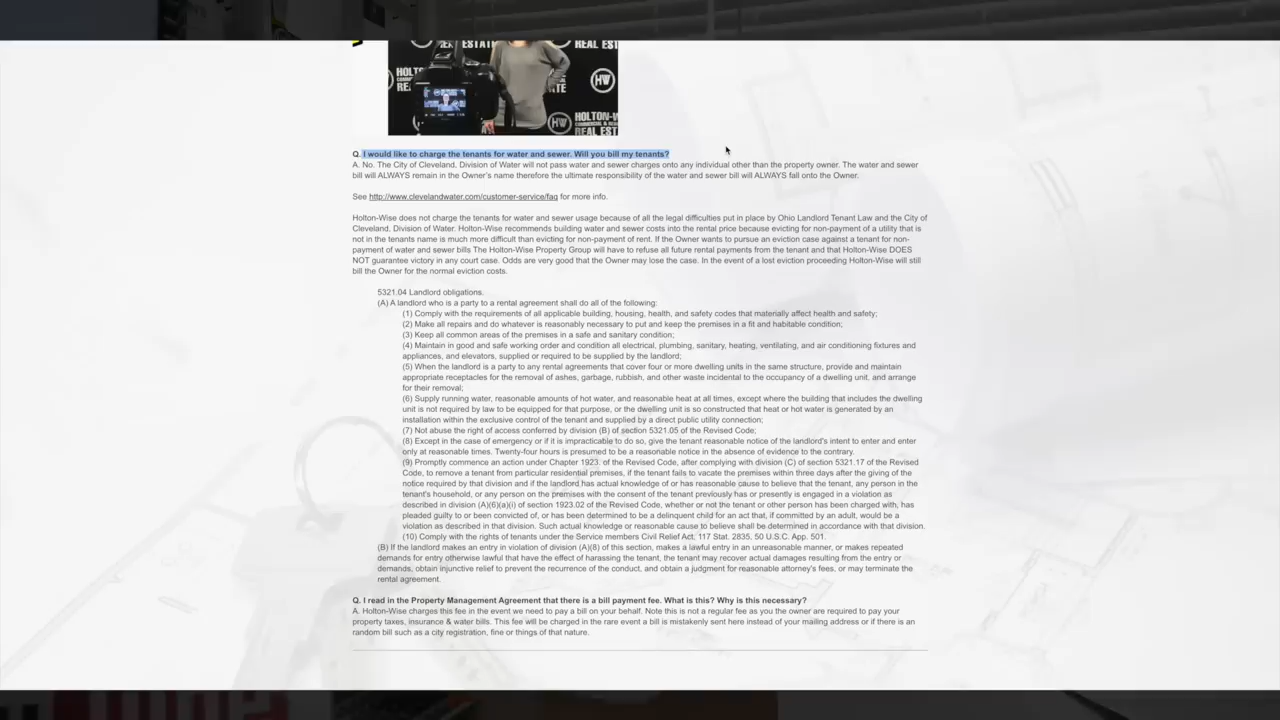 ESTATE
REAL EST
HOLT
RE
HW
TE
HW
HOLTON-W
REAL EST
Q. I would like to charge the tenants for water and sewer. Will you bill my tenants?
A. No. The City of Cleveland, Division of Water will not pass water and sewer charges onto any individual other than the property owner. The water and sewer
bill will ALWAYS remain in the Owner's name therefore the ultimate responsibility of the water and sewer bill will ALWAYS fall onto the Owner.
See http://www.clevelandwater.com/customer-service/faq for more info.
Holton-Wise does not charge the tenants for water and sewer usage because of all the legal difficulties put in place by Ohio Landlord Tenant Law and the City of
Cleveland, Division of Water. Holton-Wise recommends building water and sewer costs into the rental price because evicting for non-payment of a utility that is
not in the tenants name is much more difficult than evicting for non-payment of rent. If the Owner wants to pursue an eviction case against a tenant for non-
payment of water and sewer bills The Holton-Wise Property Group will have to refuse all future rental payments from the tenant and that Holton-Wise DOES
NOT guarantee victory in any court case. Odds are very good that the Owner may lose the case. In the event of a lost eviction proceeding Holton-Wise will still
bill the Owner for the normal eviction costs.
5321.04 Landlord obligations.
(A) A landlord who is a party to a rental agreement shall do all of the following:
(1) Comply with the requirements of all applicable building, housing, health, and safety codes that materially affect health and safety;
(2) Make all repairs and do whatever is reasonably necessary to put and keep the premises in a fit and habitable condition;
(3) Keep all common areas of the premises in a safe and sanitary condition;
(4) Maintain in good and safe working order and condition all electrical, plumbing, sanitary, heating, ventilating, and air conditioning fixtures and
appliances, and elevators, supplied or required to be supplied by the landlord;
(5) When the landlord is a party to any rental agreements that cover four or more dwelling units in the same structure, provide and maintain
appropriate receptacles for the removal of ashes, garbage, rubbish, and other waste incidental to the occupancy of a dwelling unit, and arrange
for their removal;
(6) Supply running water, reasonable amounts of hot water, and reasonable heat at all times, except where the building that includes the dwelling
unit is not required by law to be equipped for that purpose, or the dwelling unit is so constructed that heat or hot water is generated by an
installation within the exclusive control of the tenant and supplied by a direct public utility connection;
(7) Not abuse the right of access conferred by division (B) of section 5321.05 of the Revised Code;
(8) Except in the case of emergency or if it is impracticable to do so, give the tenant reasonable notice of the landlord's intent to enter and enter
only at reasonable times. Twenty-four hours is presumed to be a reasonable notice in the absence of evidence to the contrary.
(9) Promptly commence an action under Chapter 1923. of the Revised Code, after complying with division (C) of section 5321.17 of the Revised
Code, to remove a tenant from particular residential premises, if the tenant fails to vacate the premises within three days after the giving of the
notice required by that division and if the landlord has actual knowledge of or has reasonable cause to believe that the tenant, any person in the
tenant's household, or any person on the premises with the consent of the tenant previously has or presently is engaged in a violation as
described in division (A)(6)(a)(i) of section 1923.02 of the Revised Code, whether or not the tenant or other person has been charged with, has
pleaded guilty to or been convicted of, or has been determined to be a delinquent child for an act that, if committed by an adult, would be a
violation as described in that division. Such actual knowledge or reasonable cause to believe shall be determined in accordance with that division.
(10) Comply with the rights of tenants under the Service members Civil Relief Act, 117 Stat. 2835, 50 U.S.C. App. 501.
(B) If the landlord makes an entry in violation of division (A)(8) of this section, makes a lawful entry in an unreasonable manner, or makes repeated
demands for entry otherwise lawful that have the effect of harassing the tenant, the tenant may recover actual damages resulting from the entry or
demands, obtain injunctive relief to prevent the recurrence of the conduct, and obtain a judgment for reasonable attorney's fees, or may terminate the
rental agreement.
Q. I read in the Property Management Agreement that there is a bill payment fee. What is this? Why is this necessary?
A. Holton-Wise charges this fee in the event we need to pay a bill on your behalf. Note this is not a regular fee as you the owner are required to pay your
property taxes, insurance & water bills. This fee will be charged in the rare event a bill is mistakenly sent here instead of your mailing address or if there is an
random bill such as a city registration, fine or things of that nature.